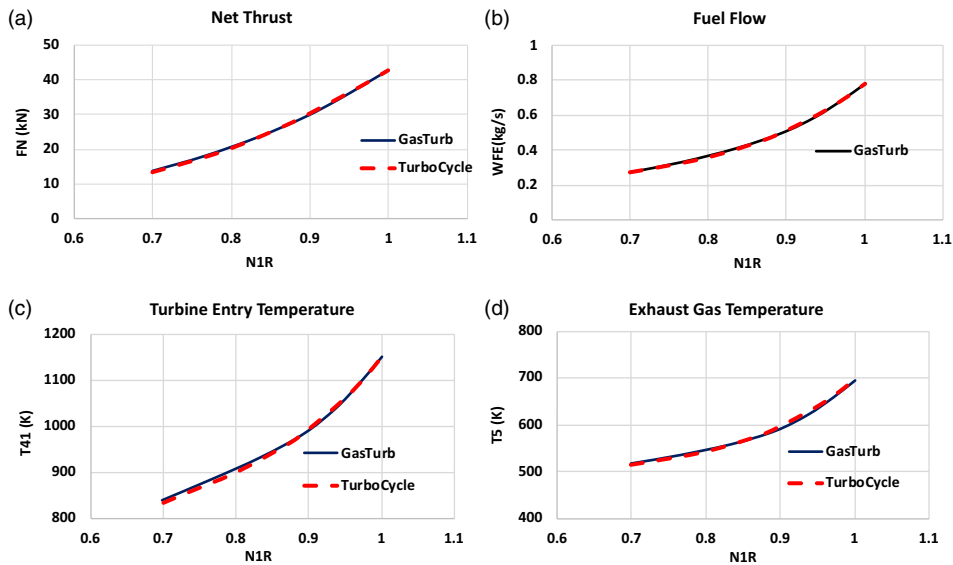 (a)
Net Thrust
FN (kN)
50
40
30
20
10
0
0.6
0.7
0.8
0.9
1
1.1
N1R
GasTurb
TurboCycle
(b)
Fuel Flow
WFE(kg/s)
1
0.8
0.6
0.4
0.2
0
0.6
0.7
0.8
0.9
1
1.1
N1R
GasTurb
(c)
Turbine Entry Temperature
T41 (K)
1200
1100
1000
900
800
0.6
0.7
0.8
0.9
1
1.1
N1R
GasTurb
TurboCycle
(d)
Exhaust Gas Temperature
T5 (K)
800
700
600
500
400
0.6
0.7
0.8
0.9
1
1.1
N1R
GasTurb
TurboCycle